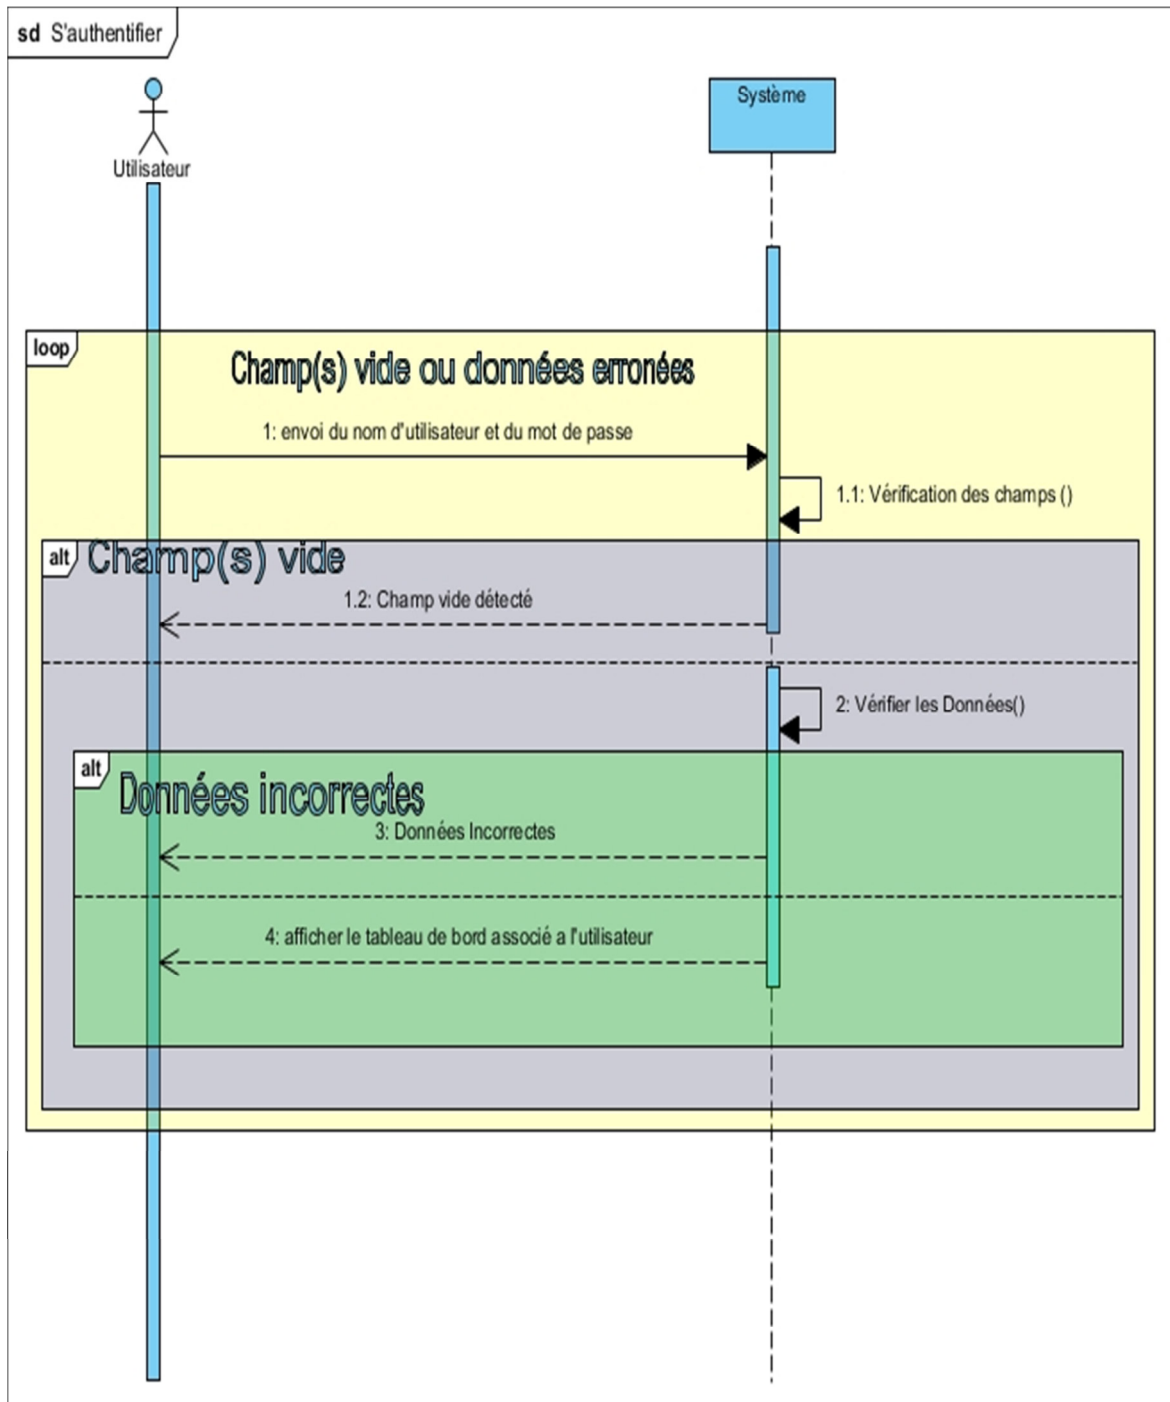 sd S'authentifier
Système
Utilisateur
loop
Champ(s) vide ou données erronées
1: envoi du nom d'utilisateur et du mot de passe
1.1: Vérification des champs ()
alt Champ(s) vide
1.2: Champ vide détecté
2: Vérifier les Données()
alt
Données incorrectes
3: Données Incorrectes
4: afficher le tableau de bord associé a l'utilisateur